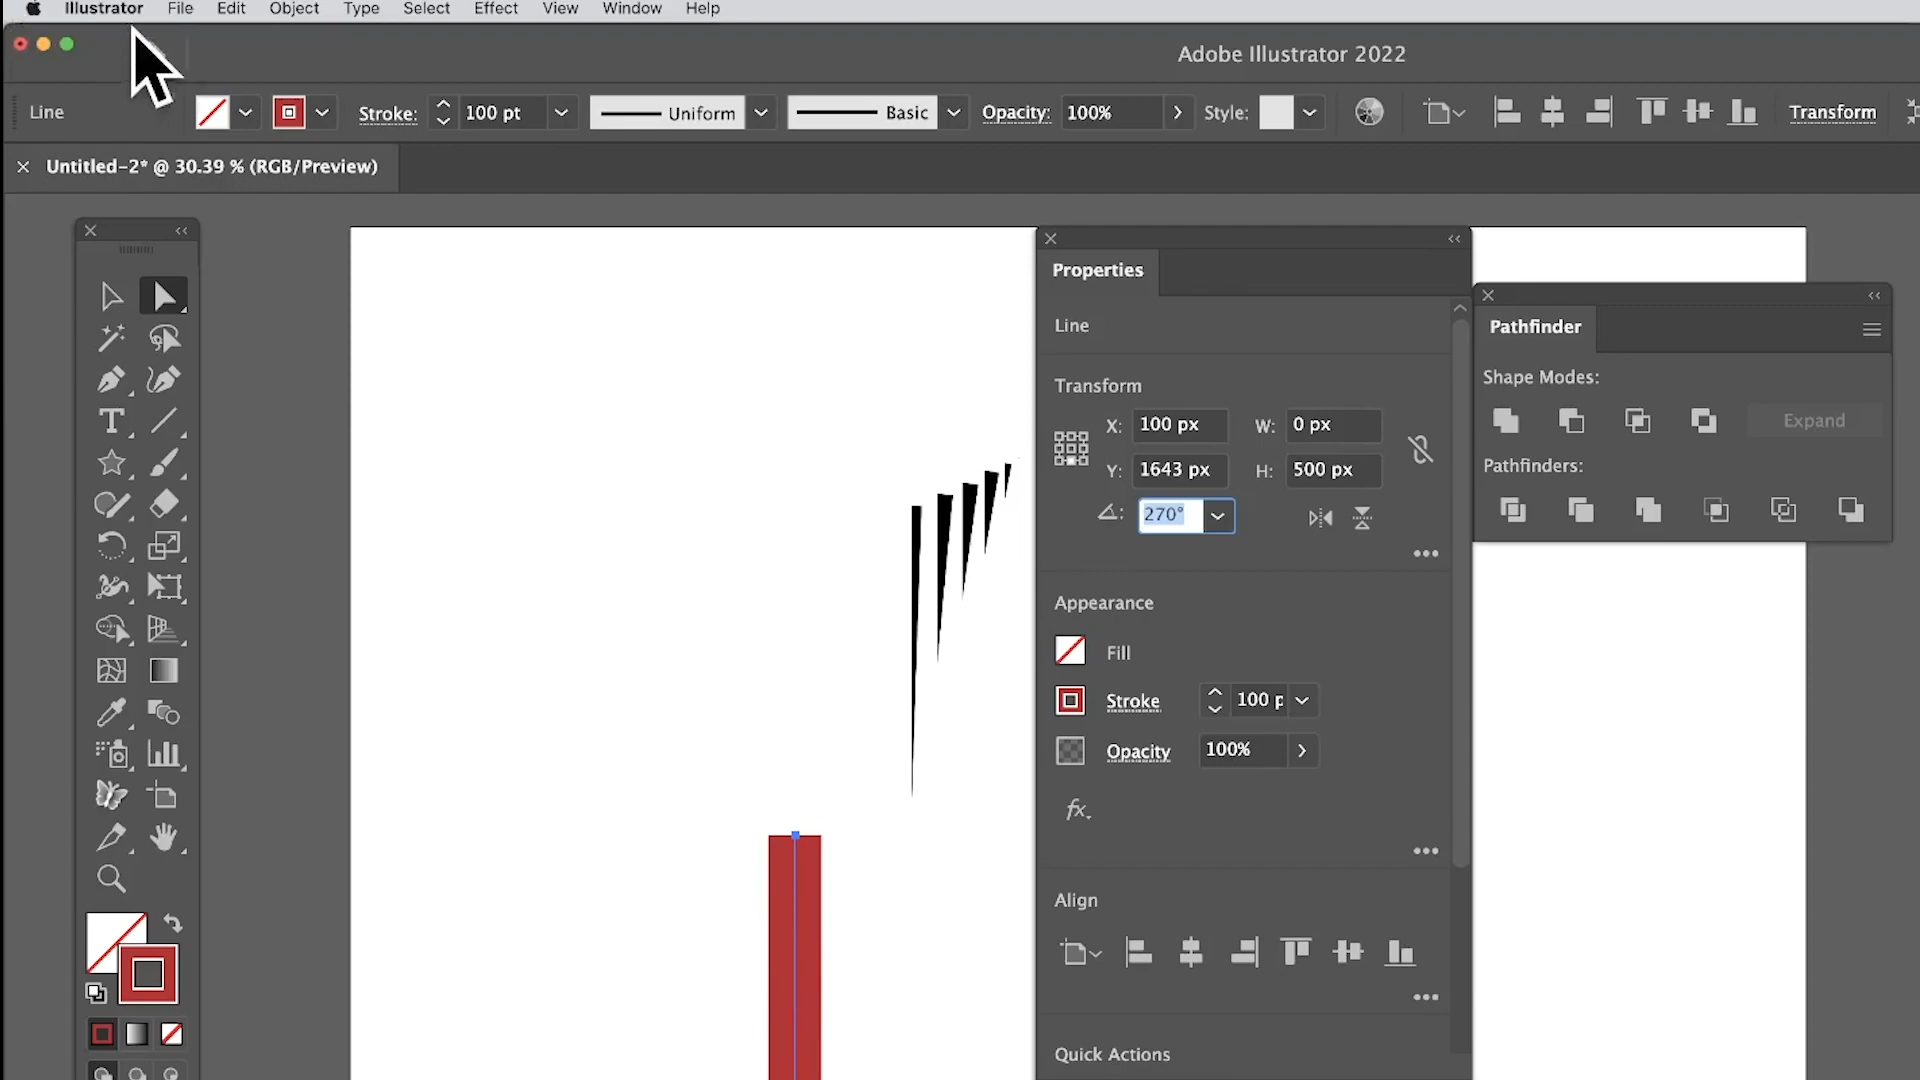 Illustrator File Edit Object Type Select Effect View Window Help
Adobe Illustrator 2022
Line Stroke: 100 pt Uniform Basic Opacity: 100% Style: Transform
Untitled-2* @ 30.39 % (RGB/Preview)
Properties
Line
Transform
X: 100 px W: 0 px
Y: 1643 px H: 500 px
270°
Appearance
Fill
Stroke 100 p
Opacity 100%
fx.
Align
Quick Actions
Pathfinder
Shape Modes:
Expand
Pathfinders: